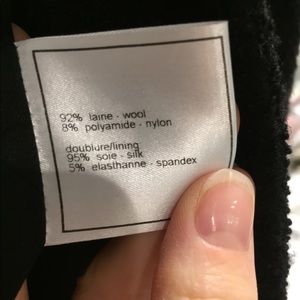 92% laine - wool
8% polyamide - nylon
doublure/lining
95% soie - silk
5% elasthanne - spandex